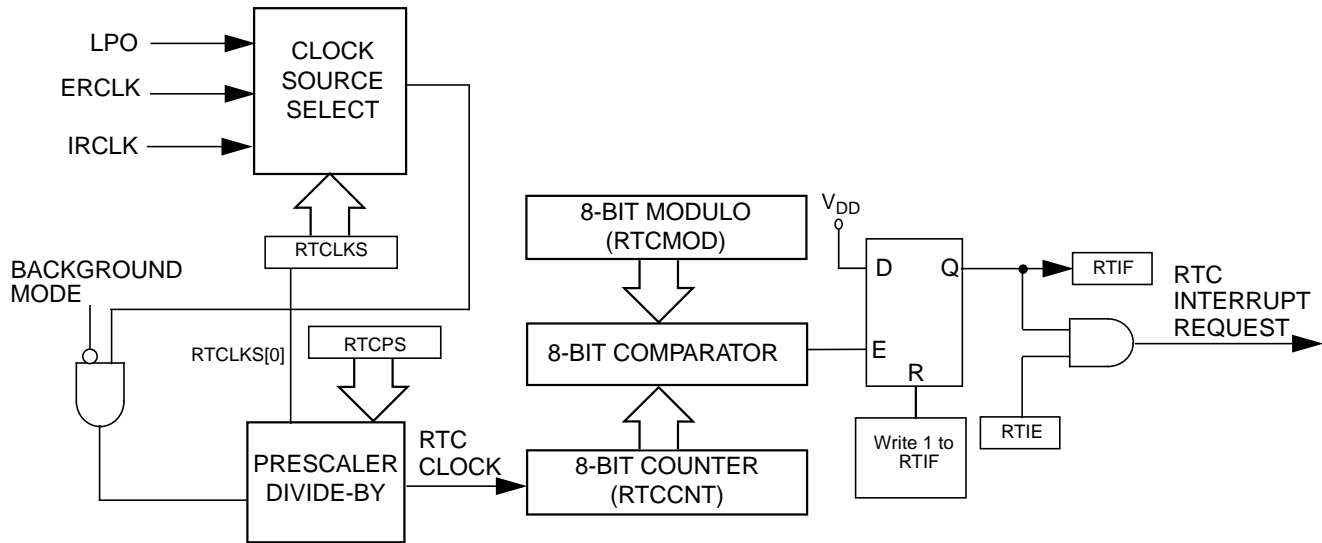 LPO
ERCLK
IRCLK
CLOCK
SOURCE
SELECT
RTCLKS
BACKGROUND
MODE
RTCLKS[0]
RTCPS
PRESCALER
DIVIDE-BY
RTC
CLOCK
8-BIT MODULO
(RTCMOD)
8-BIT COMPARATOR
8-BIT COUNTER
(RTCCNT)
VDD
D
Q
E
R
Write 1 to
RTIF
RTIF
RTIE
RTC
INTERRUPT
REQUEST